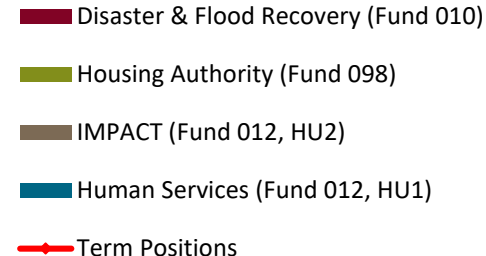 Disaster & Flood Recovery (Fund 010)
Housing Authority (Fund 098)
IMPACT (Fund 012, HU2)
Human Services (Fund 012, HU1)
Term Positions